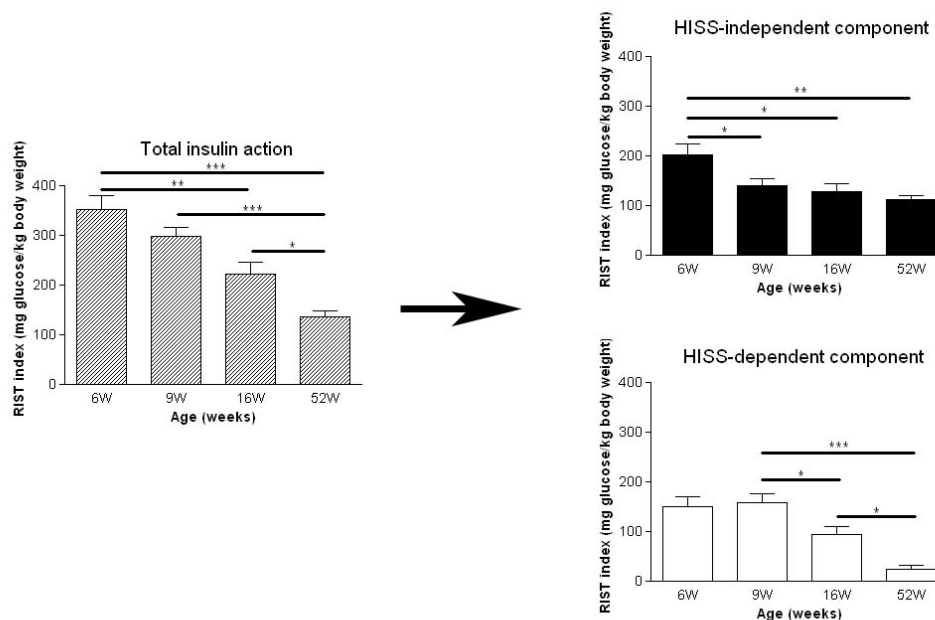 Total insulin action
RIST index (mg glucose/kg body weight)
400
300
200
100
0
***
**
***
*
6W 9W 16W 52W
Age (weeks)
HISS-independent component
RIST index (mg glucose/kg body weight)
400
300
200
100
0
**
*
*
6W 9W 16W 52W
Age (weeks)
HISS-dependent component
RIST index (mg glucose/kg body weight)
400
300
200
100
0
***
*
*
6W 9W 16W 52W
Age (weeks)